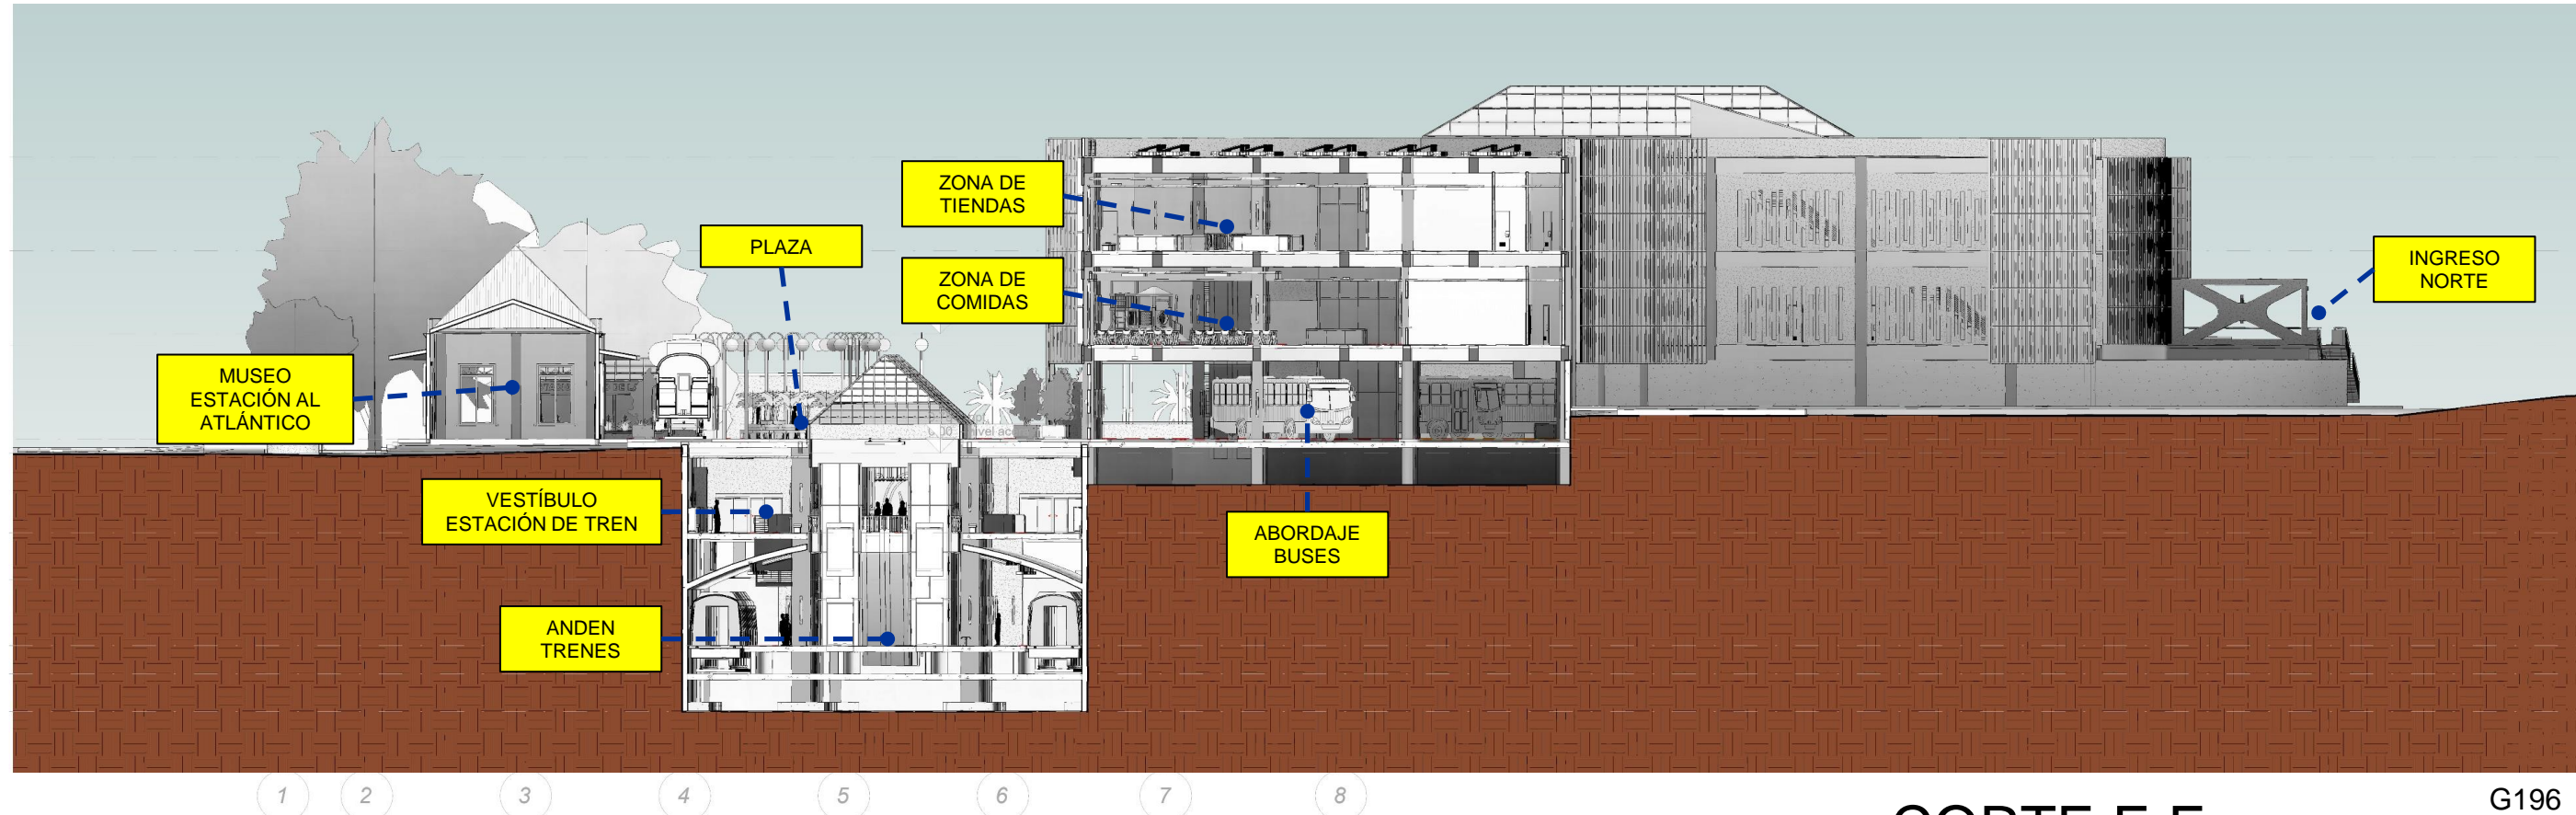 ZONA DE
TIENDAS
PLAZA
ZONA DE
COMIDAS
INGRESO
NORTE
MUSEO
ESTACIÓN AL
ATLÁNTICO
VESTÍBULO
ESTACIÓN DE TREN
ABORDAJE
BUSES
ANDEN
TRENES
1 2 3 4 5 6 7 8
G196